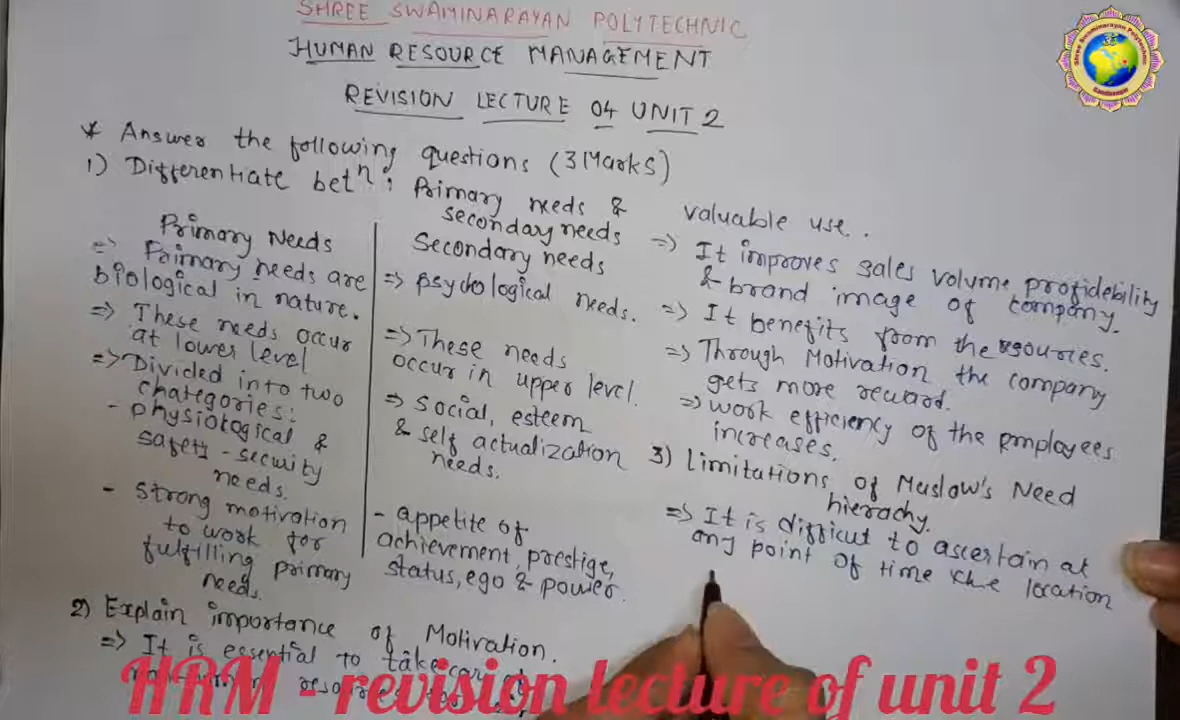 SHREE SWAMINARAYAN POLYTECHNIC
HUMAN RESOURCE MANAGEMENT
REVISION LECTURE 04 UNIT 2
* Answer the following questions (3 Marks)
1) Differentiate betn : Primary needs &
secondary needs
Primary Needs
=> Primary needs are
biological in nature.
=> These needs occur
at lower level
=> Divided into two
chategories:
- physiological &
safety - security
needs.
- strong motivation
to work for
fulfilling primary
needs.
Secondary needs
=> psychological needs.
=> These needs
occur in upper level.
=> social, esteem
& self actualization
needs.
- appetite of
achievement, prestige,
status, ego & power.
2) Explain importance of Motivation.
=> It is essential to take care of
valuable use..
=> It improves sales volume profidebility
& brand image of company.
=> It benefits from the resources.
=> Through Motivation the company
gets more reward.
=> work efficiency of the employees
increases.
3) Limitations of Maslow's Need
hierachy.
=> It is difficut to ascertain at
any point of time the location
HRM - revision lecture of unit 2
Shree Swaminarayan Polytechnic